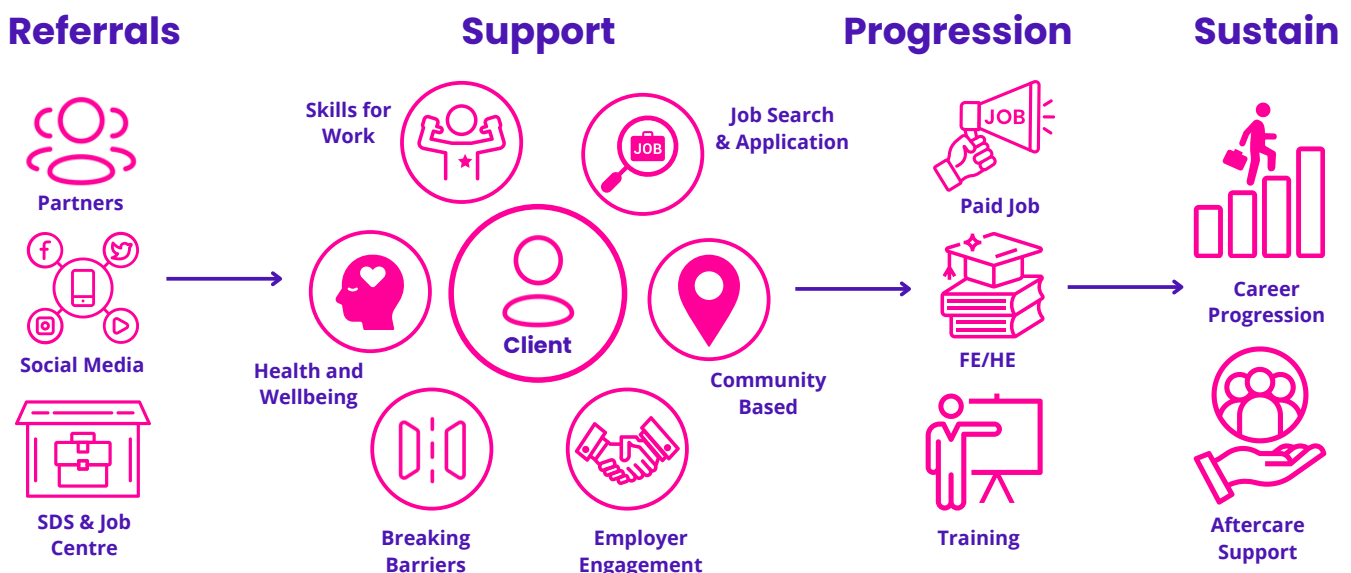 Referrals
Partners
Social Media
SDS & Job
Centre
Support
Skills for
Work
JOB
Job Search
& Application
Client
Health and
Wellbeing
Community
Based
Breaking
Barriers
Employer
Engagement
Progression
JOB
Paid Job
FE/HE
Training
Sustain
Career
Progression
Aftercare
Support